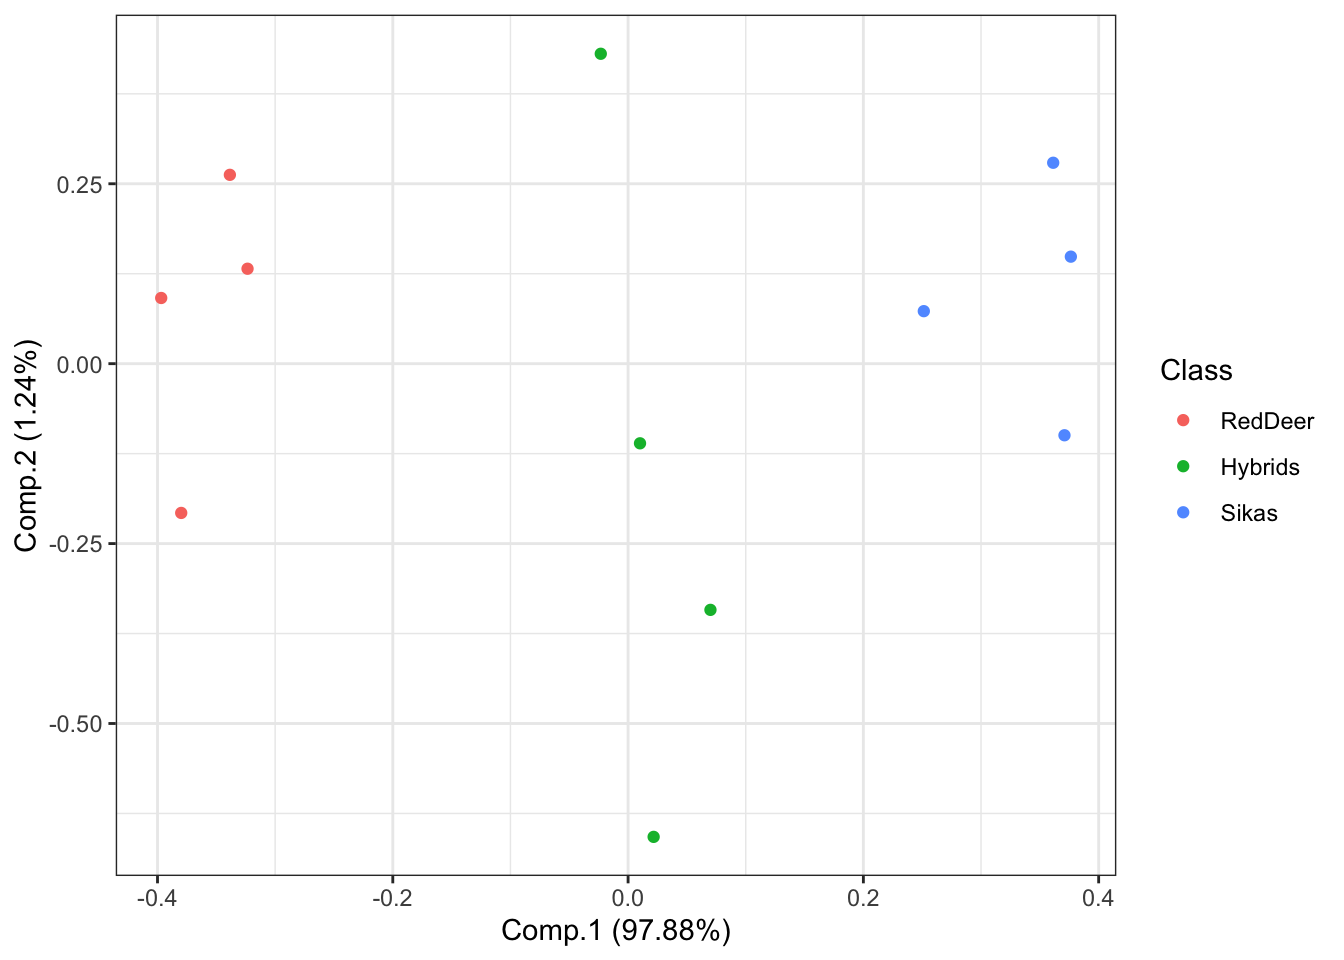 0.25
0.00
-0.25
-0.50
Comp.2 (1.24%)
-0.4 -0.2 0.0 0.2 0.4
Comp.1 (97.88%)
Class
RedDeer
Hybrids
Sikas